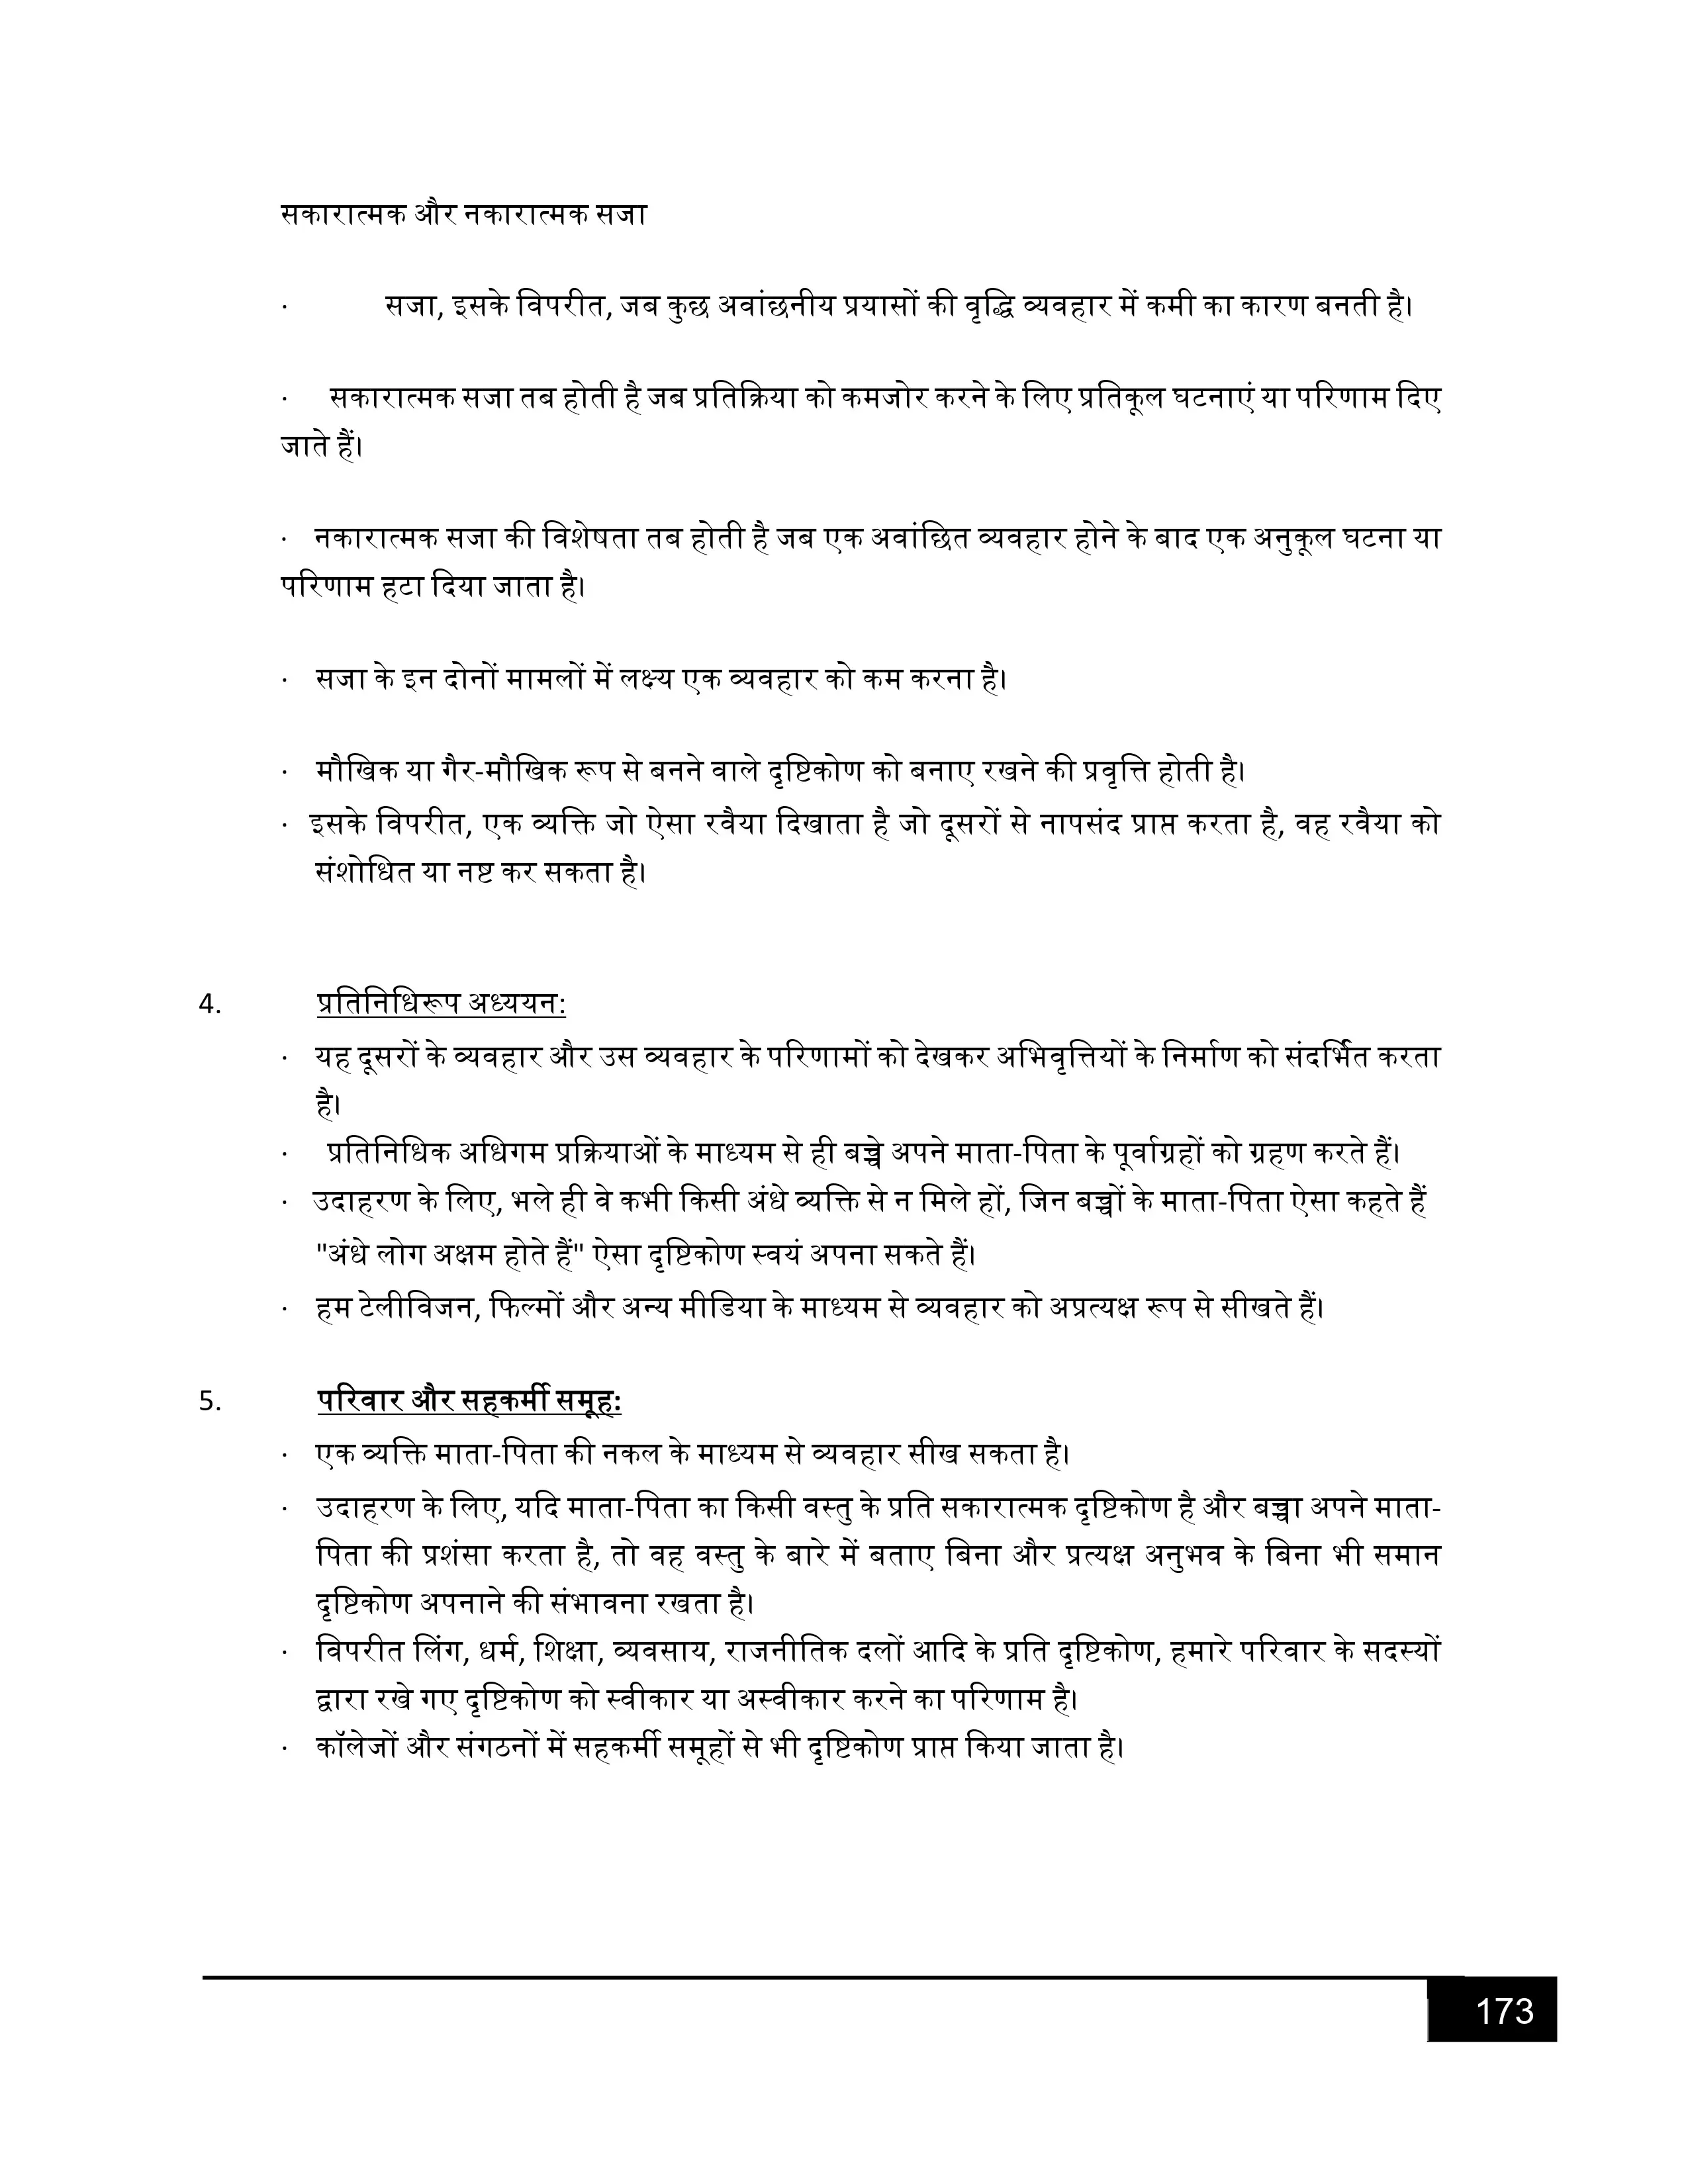 सकारात्मक और नकारात्मक सजा
· सजा, इसके विपरीत, जब कुछ अवांछनीय प्रयासों की वृद्धि व्यवहार में कमी का कारण बनती है।
· सकारात्मक सजा तब होती है जब प्रतिक्रिया को कमजोर करने के लिए प्रतिकूल घटनाएं या परिणाम दिए
जाते हैं।
· नकारात्मक सजा की विशेषता तब होती है जब एक अवांछित व्यवहार होने के बाद एक अनुकूल घटना या
परिणाम हटा दिया जाता है।
· सजा के इन दोनों मामलों में लक्ष्य एक व्यवहार को कम करना है।
· मौखिक या गैर-मौखिक रूप से बनने वाले दृष्टिकोण को बनाए रखने की प्रवृत्ति होती है।
· इसके विपरीत, एक व्यक्ति जो ऐसा रवैया दिखाता है जो दूसरों से नापसंद प्राप्त करता है, वह रवैया को
संशोधित या नष्ट कर सकता है।
4. प्रतिनिधिरूप अध्ययन:
· यह दूसरों के व्यवहार और उस व्यवहार के परिणामों को देखकर अभिवृत्तियों के निर्माण को संदर्भित करता
है।
· प्रतिनिधिक अधिगम प्रक्रियाओं के माध्यम से ही बच्चे अपने माता-पिता के पूर्वाग्रहों को ग्रहण करते हैं।
· उदाहरण के लिए, भले ही वे कभी किसी अंधे व्यक्ति से न मिले हों, जिन बच्चों के माता-पिता ऐसा कहते हैं
"अंधे लोग अक्षम होते हैं" ऐसा दृष्टिकोण स्वयं अपना सकते हैं।
· हम टेलीविजन, फिल्मों और अन्य मीडिया के माध्यम से व्यवहार को अप्रत्यक्ष रूप से सीखते हैं।
5. परिवार और सहकर्मी समूह:
· एक व्यक्ति माता-पिता की नकल के माध्यम से व्यवहार सीख सकता है।
· उदाहरण के लिए, यदि माता-पिता का किसी वस्तु के प्रति सकारात्मक दृष्टिकोण है और बच्चा अपने माता-
पिता की प्रशंसा करता है, तो वह वस्तु के बारे में बताए बिना और प्रत्यक्ष अनुभव के बिना भी समान
दृष्टिकोण अपनाने की संभावना रखता है।
· विपरीत लिंग, धर्म, शिक्षा, व्यवसाय, राजनीतिक दलों आदि के प्रति दृष्टिकोण, हमारे परिवार के सदस्यों
द्वारा रखे गए दृष्टिकोण को स्वीकार या अस्वीकार करने का परिणाम है।
· कॉलेजों और संगठनों में सहकर्मी समूहों से भी दृष्टिकोण प्राप्त किया जाता है।
173